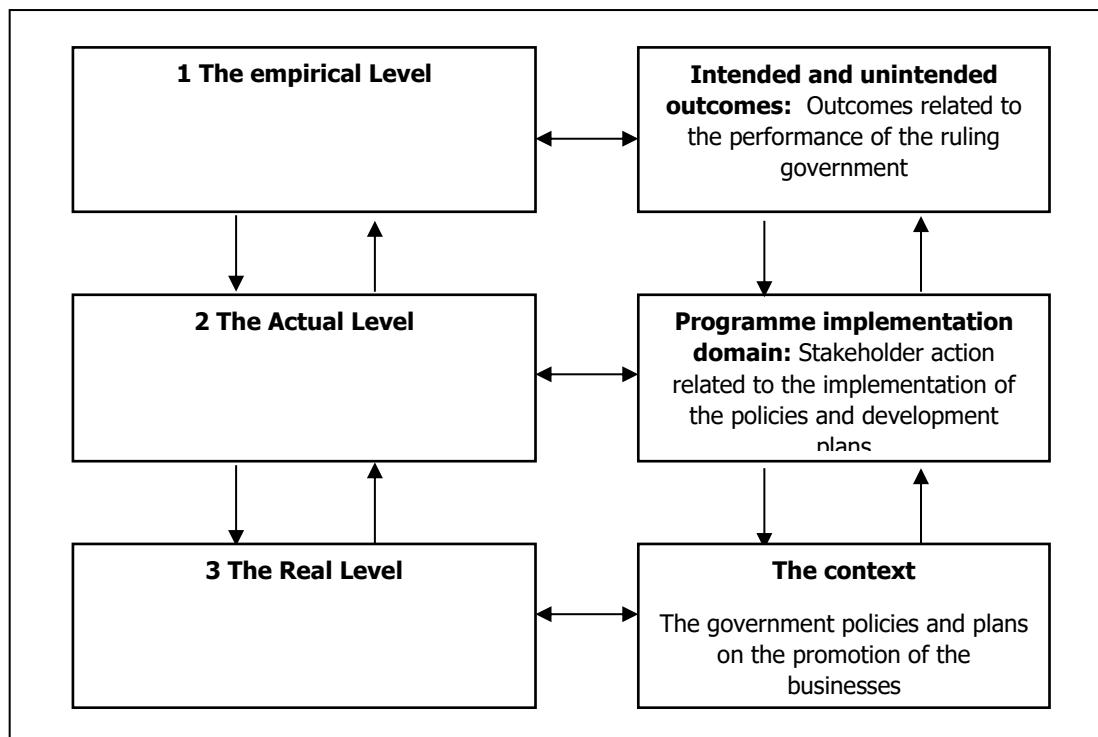 1 The empirical Level
Intended and unintended
outcomes: Outcomes related to
the performance of the ruling
government
2 The Actual Level
Programme implementation
domain: Stakeholder action
related to the implementation of
the policies and development
plans
3 The Real Level
The context
The government policies and plans
on the promotion of the
businesses